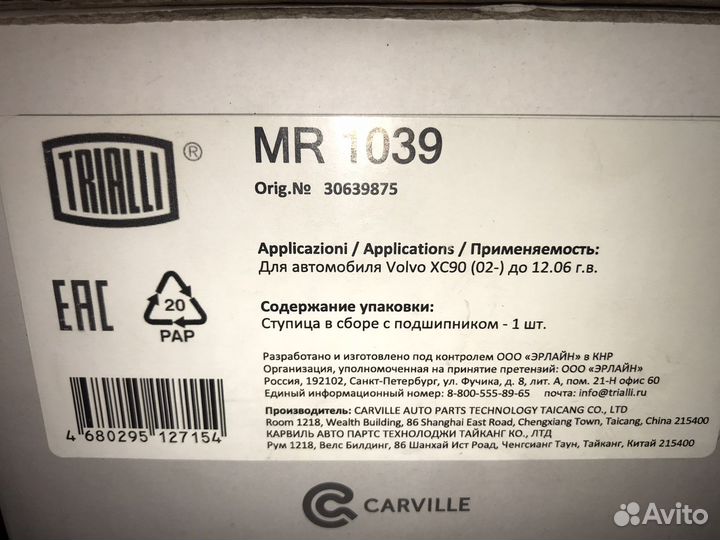 TRIALLI ®
MR 1039
Orig.№ 30639875
Applicazioni / Applications / Применяемость:
Для автомобиля Volvo XC90 (02-) до 12.06 г.в.
Содержание упаковки:
Ступица в сборе с подшипником - 1 шт.
EAC
20
PAP
Разработано и изготовлено под контролем ООО «ЭРЛАЙН» в КНР
Организация, уполномоченная на принятие претензий: ООО «ЭРЛАЙН»
Россия, 192102, Санкт-Петербург, ул. Фучика, д. 8, лит. А, пом. 21-Н офис 60
Единый информационный номер: 8-800-555-89-65 почта: info@trialli.ru
Производитель: CARVILLE AUTO PARTS TECHNOLOGY TAICANG CO., LTD
Room 1218, Wealth Building, 86 Shanghai East Road, Chengxiang Town, Taicang, China 215400
КАРВИЛЬ АВТО ПАРТС ТЕХНОЛОДЖИ ТАЙКАНГ КО., ЛТД
Рум 1218, Велс Билдинг, 86 Шанхай Ист Роад, Ченгсианг Таун, Тайканг, Китай 215400
4 680295 127154
CARVILLE
Avito